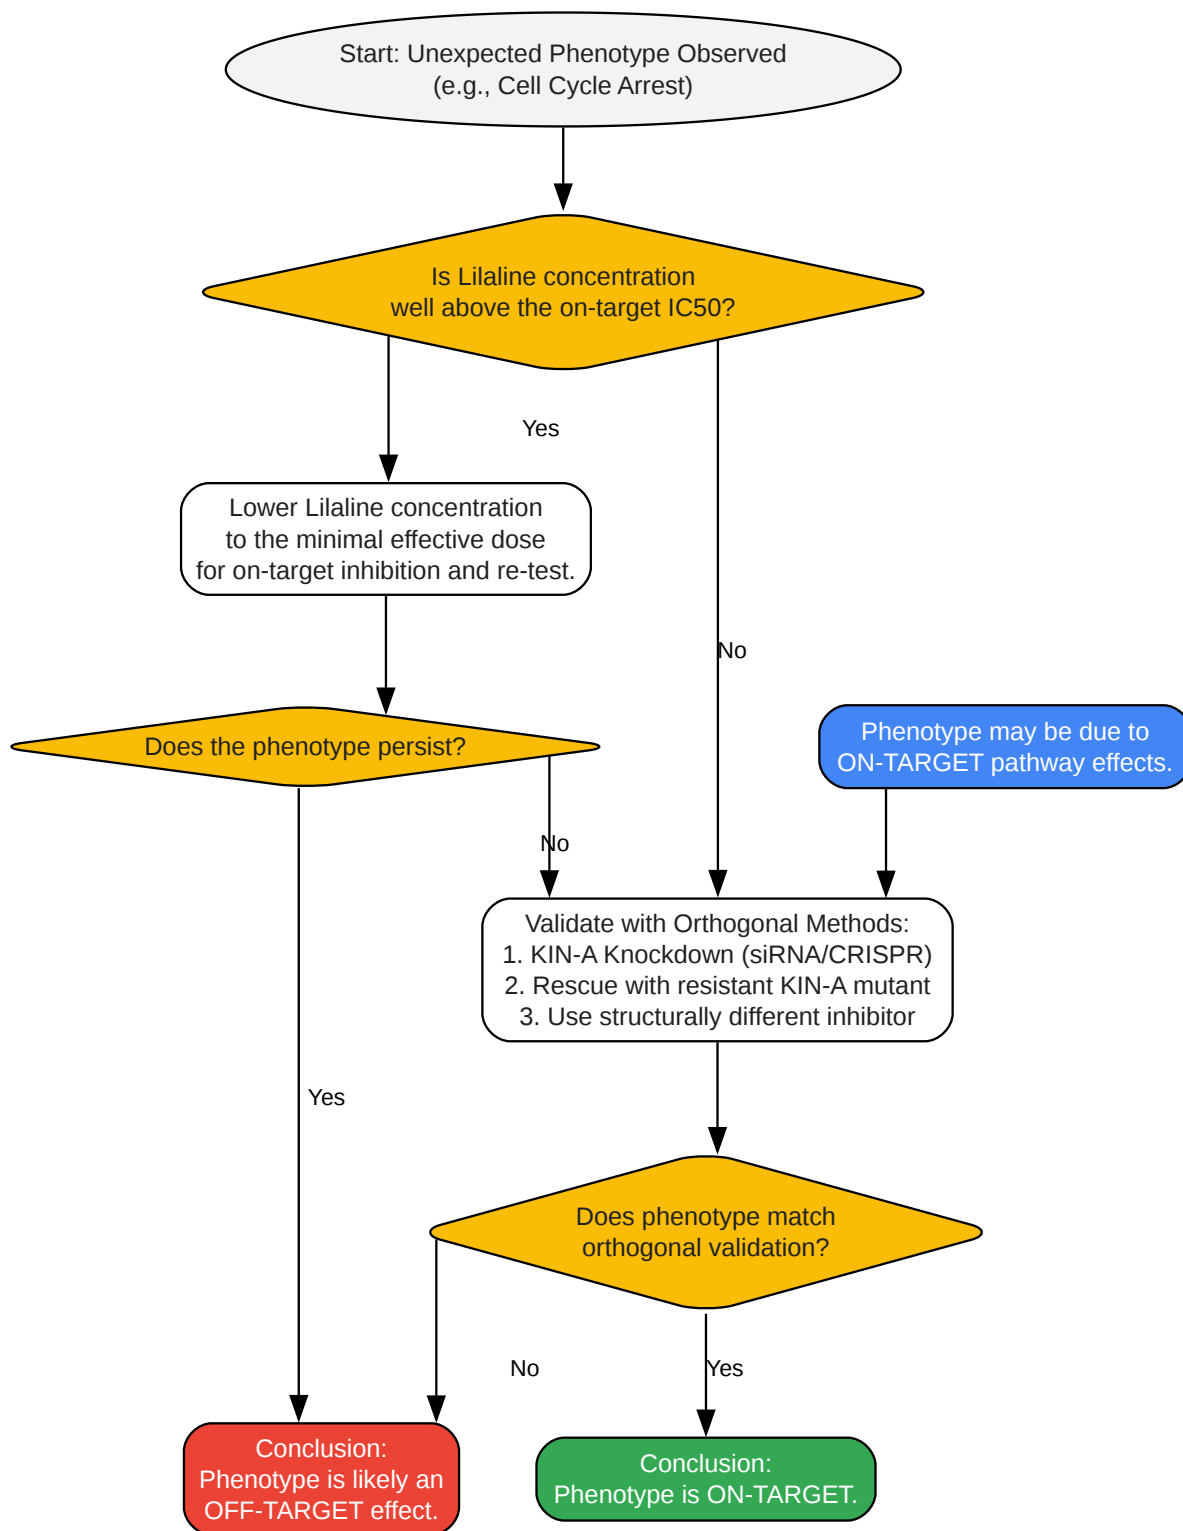 Start: Unexpected Phenotype Observed
(e.g., Cell Cycle Arrest)
Is Lilaline concentration
well above the on-target IC50?
Yes
Lower Lilaline concentration
to the minimal effective dose
for on-target inhibition and re-test.
No
Does the phenotype persist?
Phenotype may be due to
ON-TARGET pathway effects.
No
Validate with Orthogonal Methods:
1. KIN-A Knockdown (siRNA/CRISPR)
2. Rescue with resistant KIN-A mutant
3. Use structurally different inhibitor
Yes
Does phenotype match
orthogonal validation?
No
Yes
Conclusion:
Phenotype is likely an
OFF-TARGET effect.
Conclusion:
Phenotype is ON-TARGET.